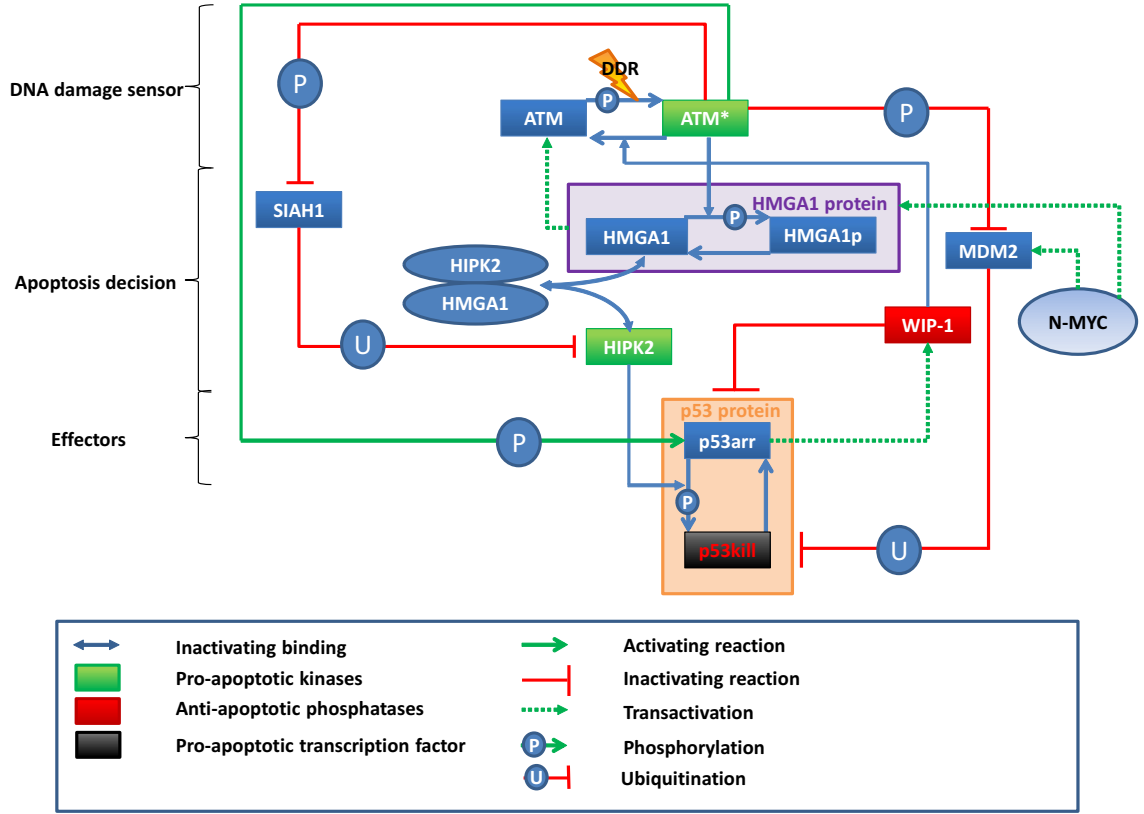 DNA damage sensor
Apoptosis decision
Effectors
P
DDR
P
ATM
ATM*
P
SIAH1
HMGA1 protein
P
HMGA1
HMGA1p
MDM2
HIPK2
HMGA1
N-MYC
WIP-1
U
HIPK2
p53 protein
P
p53arr
P
p53kill
U
Inactivating binding
Pro-apoptotic kinases
Anti-apoptotic phosphatases
Pro-apoptotic transcription factor
Activating reaction
Inactivating reaction
Transactivation
P Phosphorylation
U Ubiquitination